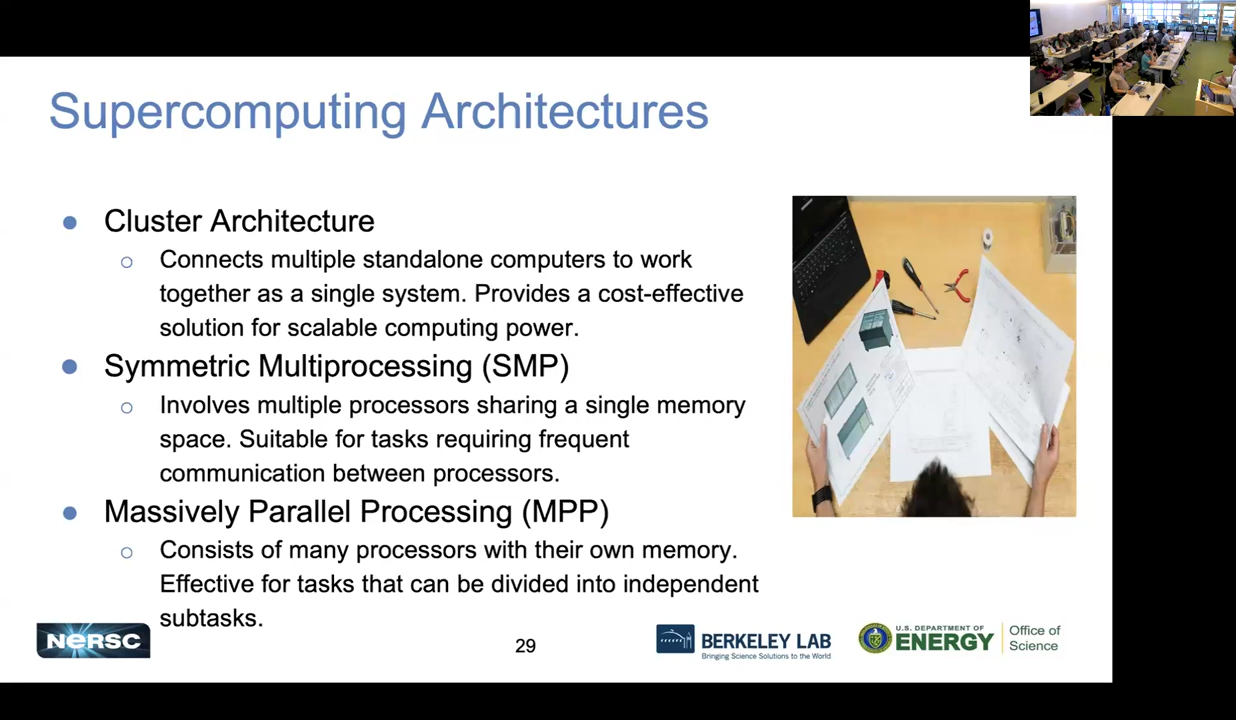 Supercomputing Architectures
● Cluster Architecture
○ Connects multiple standalone computers to work
together as a single system. Provides a cost-effective
solution for scalable computing power.
● Symmetric Multiprocessing (SMP)
○ Involves multiple processors sharing a single memory
space. Suitable for tasks requiring frequent
communication between processors.
● Massively Parallel Processing (MPP)
○ Consists of many processors with their own memory.
Effective for tasks that can be divided into independent
subtasks.
NERSC
29
BERKELEY LAB
Bringing Science Solutions to the World
U.S. DEPARTMENT OF
ENERGY
Office of
Science